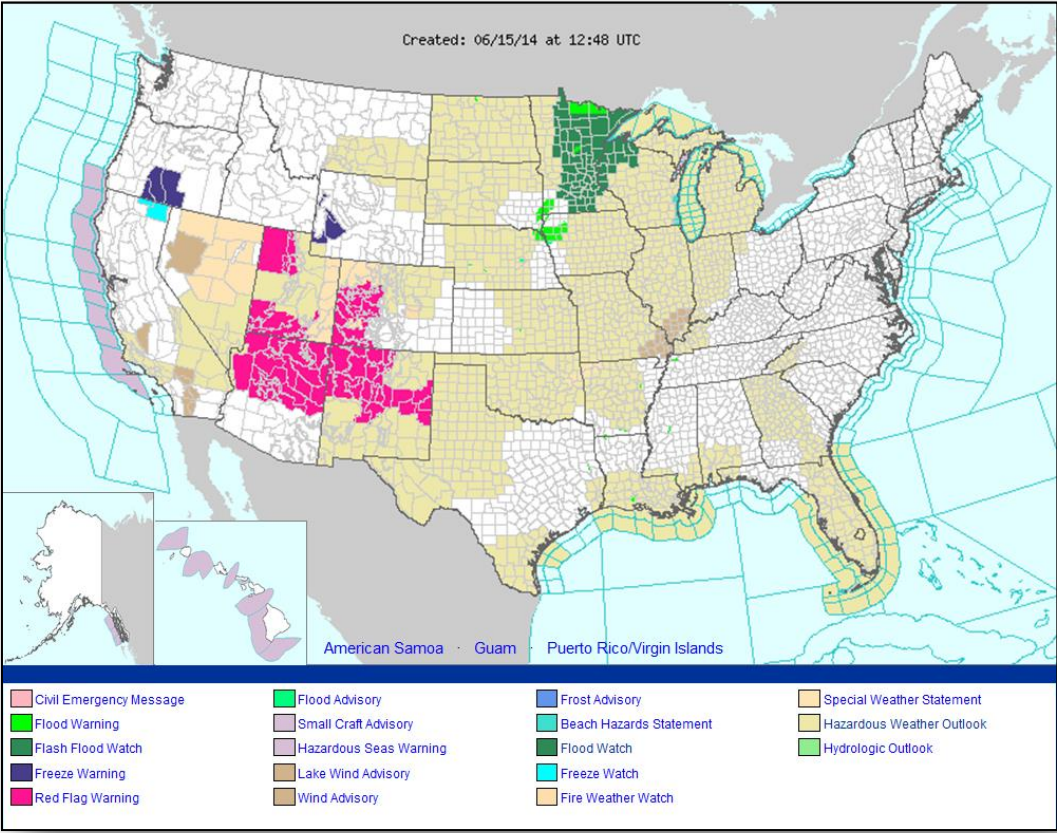 Created: 06/15/14 at 12:48 UTC
American Samoa · Guam · Puerto Rico/Virgin Islands
Civil Emergency Message
Flood Advisory
Frost Advisory
Special Weather Statement
Flood Warning
Small Craft Advisory
Beach Hazards Statement
Hazardous Weather Outlook
Flash Flood Watch
Hazardous Seas Warning
Flood Watch
Hydrologic Outlook
Freeze Warning
Lake Wind Advisory
Freeze Watch
Red Flag Warning
Wind Advisory
Fire Weather Watch